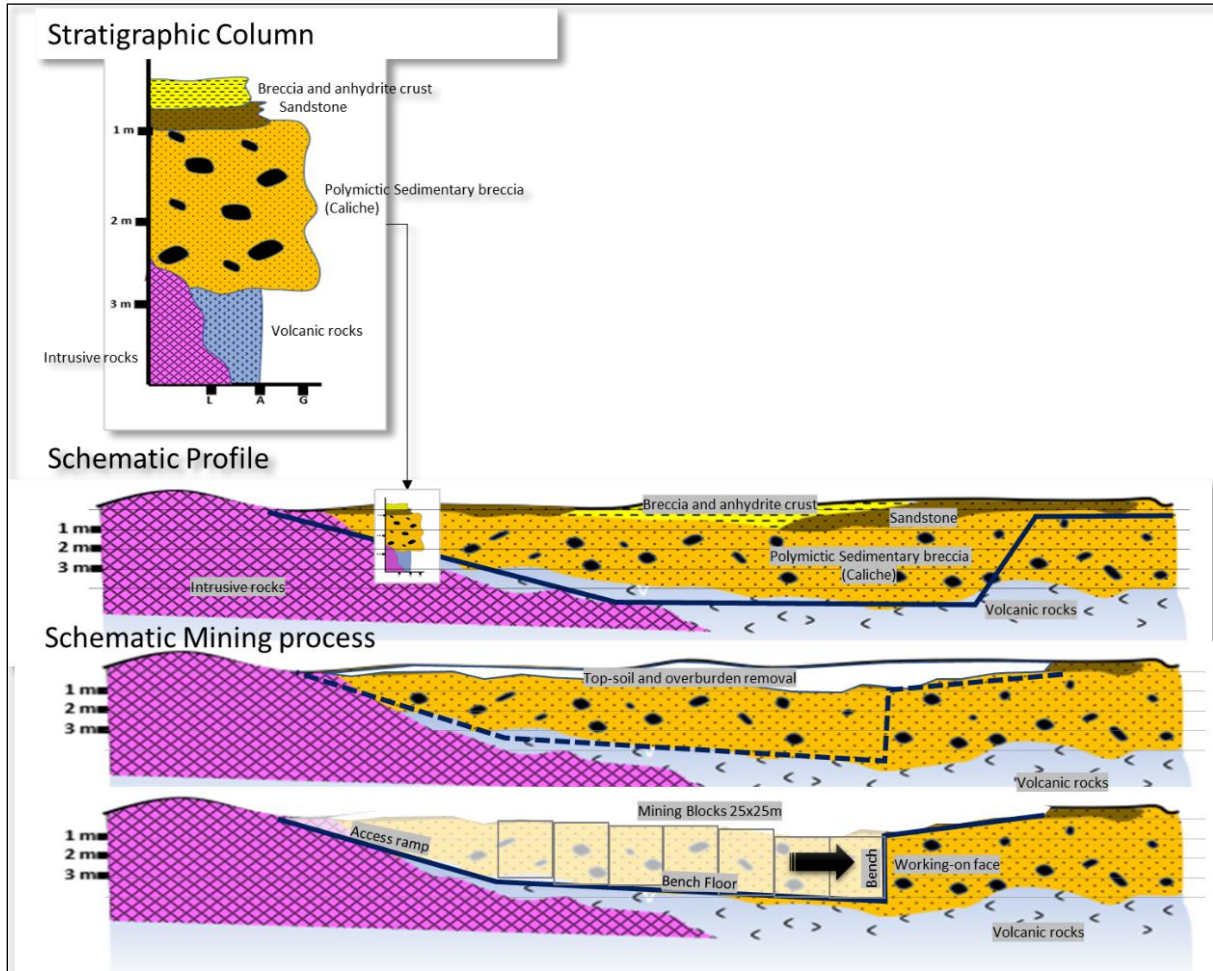 Stratigraphic Column
Breccia and anhydrite crust
Sandstone
1 m
Polymictic Sedimentary breccia
(Caliche)
2 m
3 m
Volcanic rocks
Intrusive rocks
L A G
Schematic Profile
Breccia and anhydrite crust
Sandstone
1 m
2 m
3 m
Polymictic Sedimentary breccia
(Caliche)
Intrusive rocks
Volcanic rocks
Schematic Mining process
Top-soil and overburden removal
1 m
2 m
3 m
Volcanic rocks
Mining Blocks 25x25m
1 m
2 m
3 m
Access ramp
Bench
Working-on face
Bench Floor
Volcanic rocks